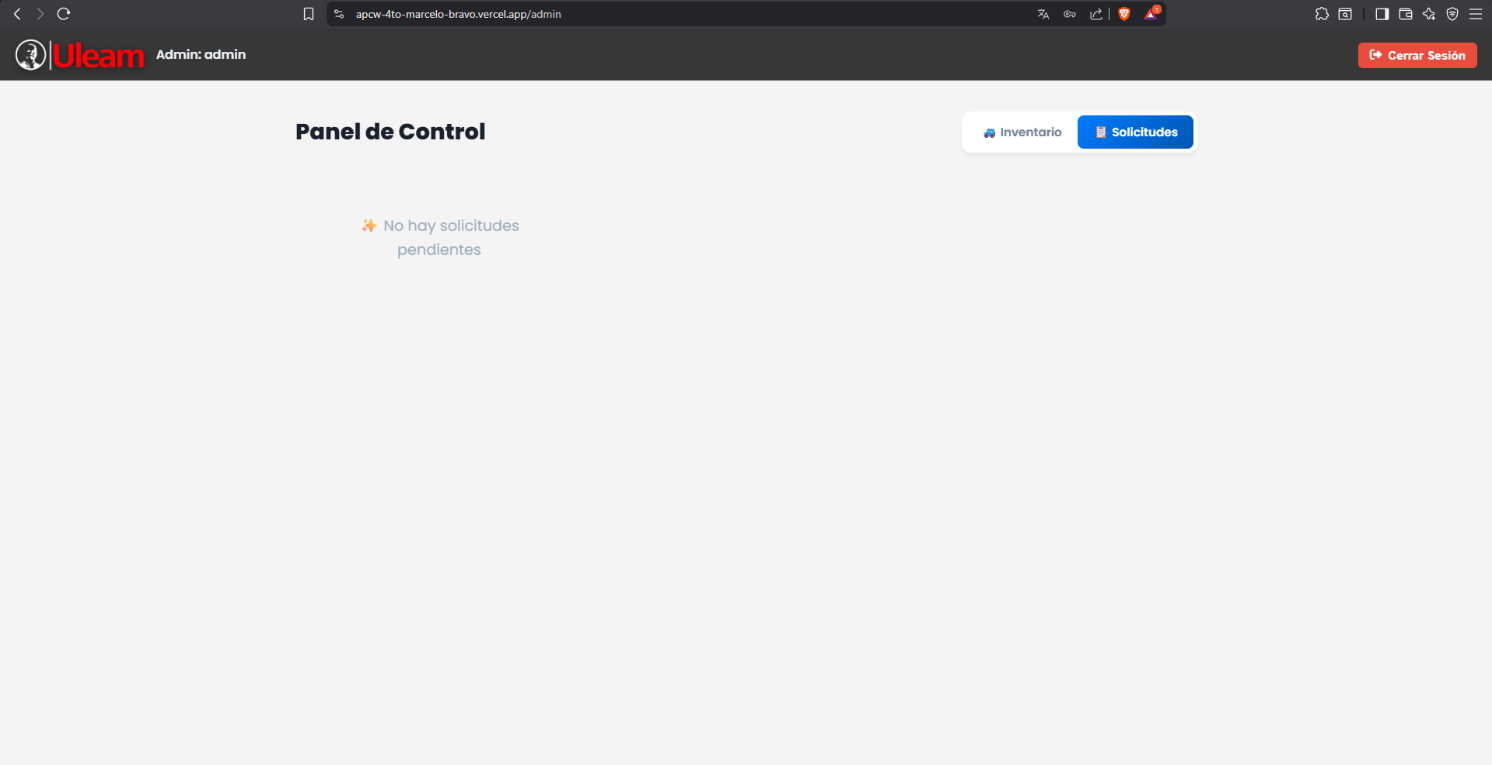 apcw-4to-marcelo-bravo.vercel.app/admin
1
Uleam
Admin: admin
Cerrar Sesión
Panel de Control
Inventario
Solicitudes
✨ No hay solicitudes
pendientes